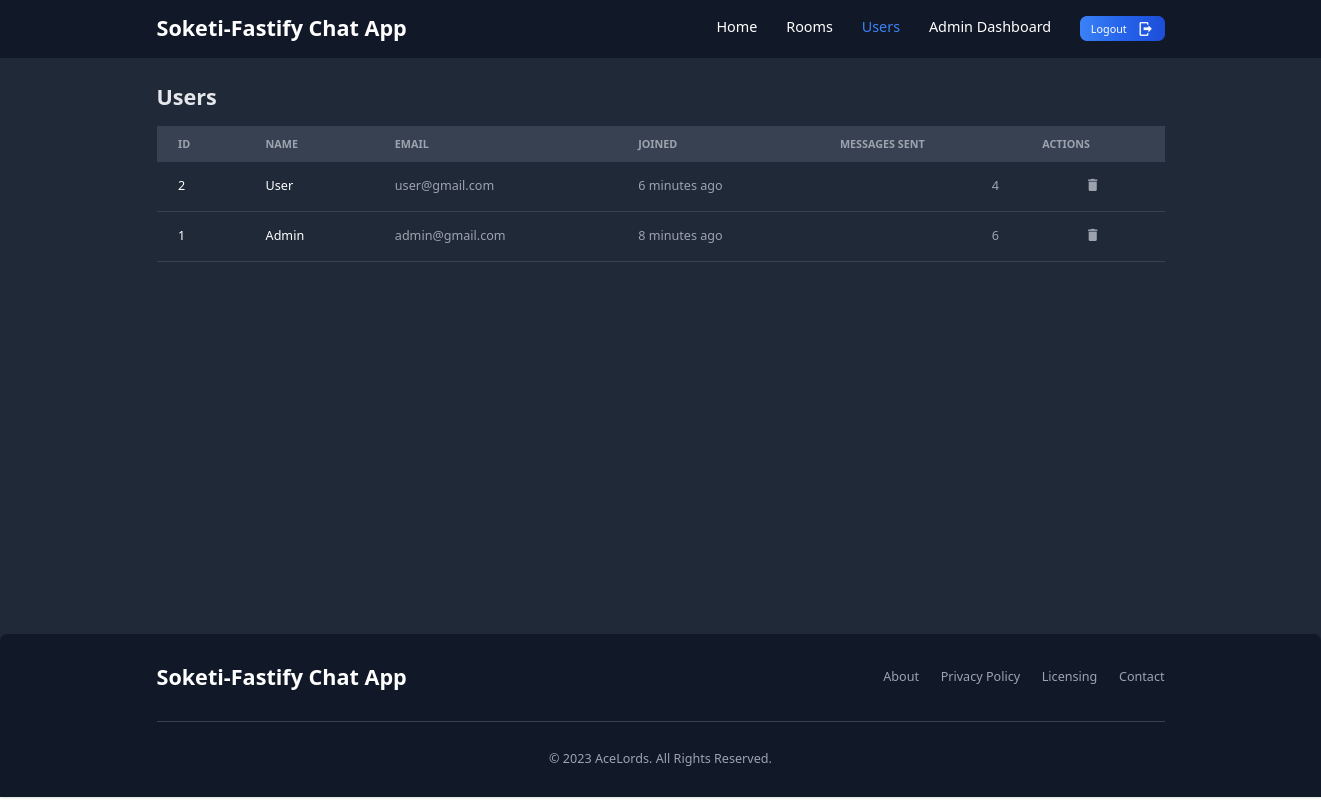 Soketi-Fastify Chat App Home Rooms Users Admin Dashboard Logout
Users
ID NAME EMAIL JOINED MESSAGES SENT ACTIONS
2 User user@gmail.com 6 minutes ago 4
1 Admin admin@gmail.com 8 minutes ago 6
Soketi-Fastify Chat App About Privacy Policy Licensing Contact
© 2023 AceLords. All Rights Reserved.